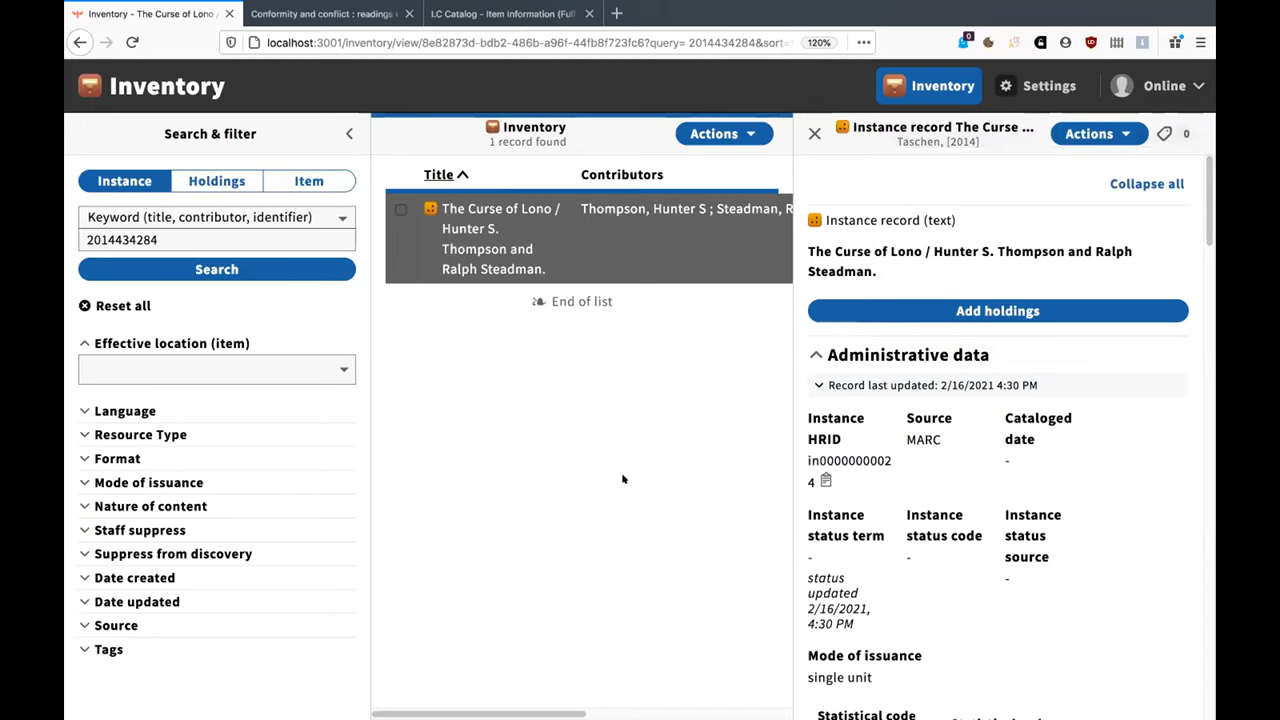 Inventory - The Curse of Lono /
Conformity and conflict : readings
LC Catalog - Item Information (Full
localhost:3001/inventory/view/8e82873d-bdb2-486b-a96f-44fb8f723fc6?query= 2014434284&sort=
120%
0
Inventory
Inventory
Settings
Online
Search & filter
Inventory
1 record found
Actions
Instance record The Curse ...
Taschen, [2014]
Actions
0
Instance
Holdings
Item
Keyword (title, contributor, identifier)
2014434284
Search
Reset all
Effective location (item)
Language
Resource Type
Format
Mode of issuance
Nature of content
Staff suppress
Suppress from discovery
Date created
Date updated
Source
Tags
Title
Contributors
The Curse of Lono /
Hunter S.
Thompson and
Ralph Steadman.
Thompson, Hunter S ; Steadman, R
End of list
Collapse all
Instance record (text)
The Curse of Lono / Hunter S. Thompson and Ralph
Steadman.
Add holdings
Administrative data
Record last updated: 2/16/2021 4:30 PM
Instance
HRID
in0000000002
4
Source
MARC
Cataloged
date
-
Instance
status term
-
status
updated
2/16/2021,
4:30 PM
Instance
status code
-
Instance
status
source
-
Mode of issuance
single unit
Statistical code